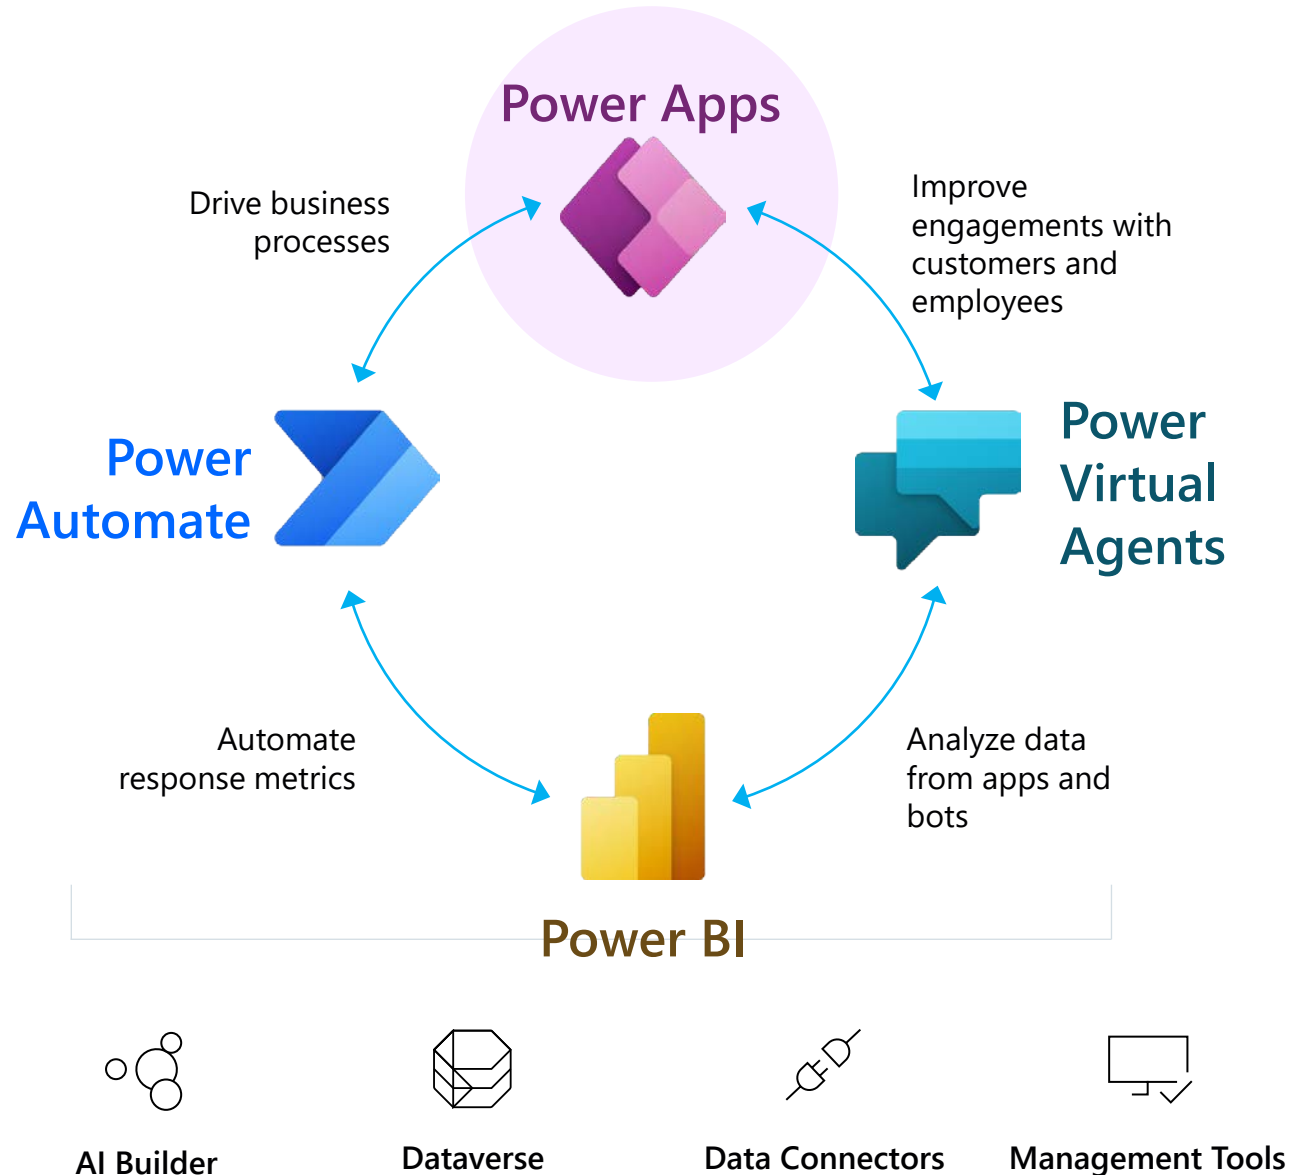 Power Apps
Drive business
processes
Improve
engagements with
customers and
employees
Power
Automate
Power
Virtual
Agents
Automate
response metrics
Analyze data
from apps and
bots
Power BI
AI Builder
Dataverse
Data Connectors
Management Tools